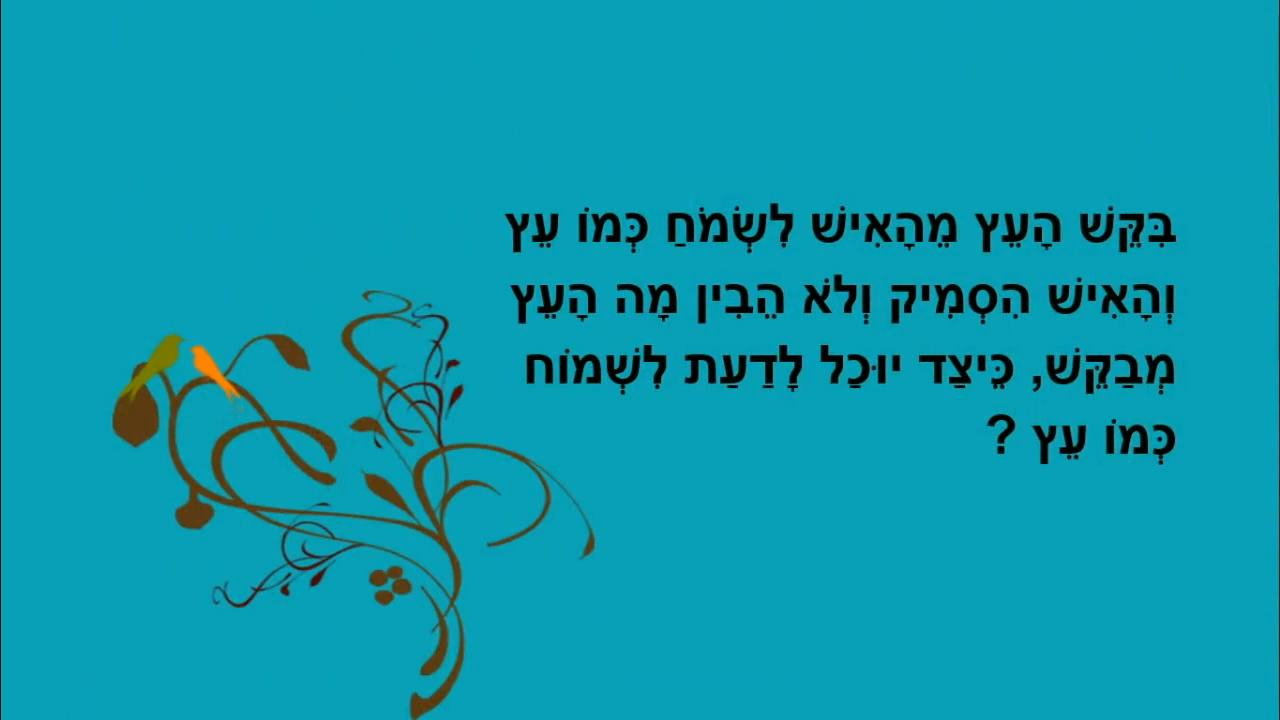 בִּקֵּשׁ הָעֵץ מֵהָאִישׁ לִשְׂמֹחַ כְּמוֹ עֵץ
וְהָאִישׁ הִסְמִיק וְלֹא הֵבִין מָה הָעֵץ
מְבַקֵּשׁ, כֵּיצַד יוּכַל לָדַעַת לִשְׂמוֹח
כְּמוֹ עֵץ ?